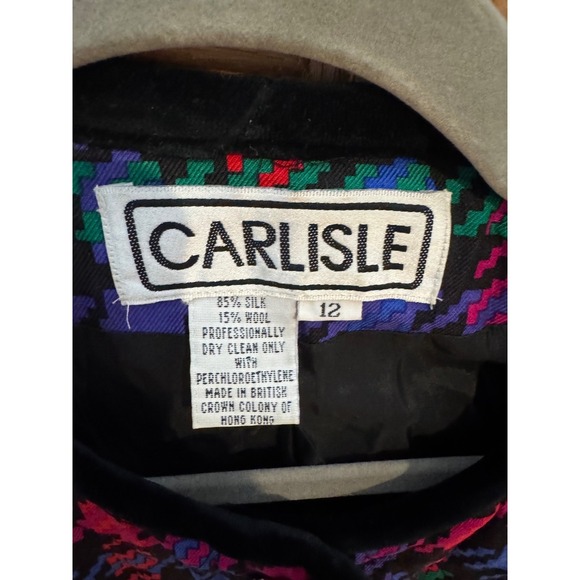 CARLISLE
12
85% SILK
15% WOOL
PROFESSIONALLY
DRY CLEAN ONLY
WITH
PERCHLOROETHYLENE
MADE IN BRITISH
CROWN COLONY OF
HONG KONG